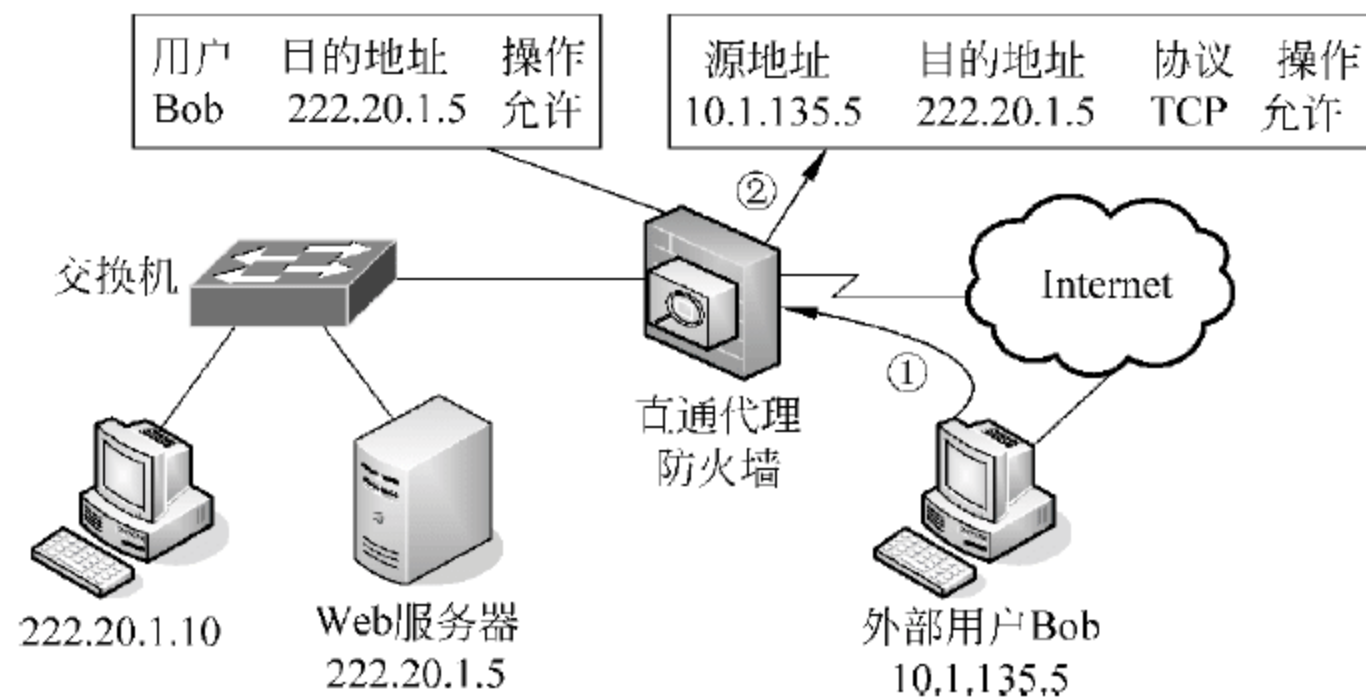 用户 目的地址 操作
Bob 222.20.1.5 允许
源地址 目的地址 协议 操作
10.1.135.5 222.20.1.5 TCP 允许
②
交换机
Internet
①
直通代理
防火墙
222.20.1.10
Web服务器
222.20.1.5
外部用户Bob
10.1.135.5